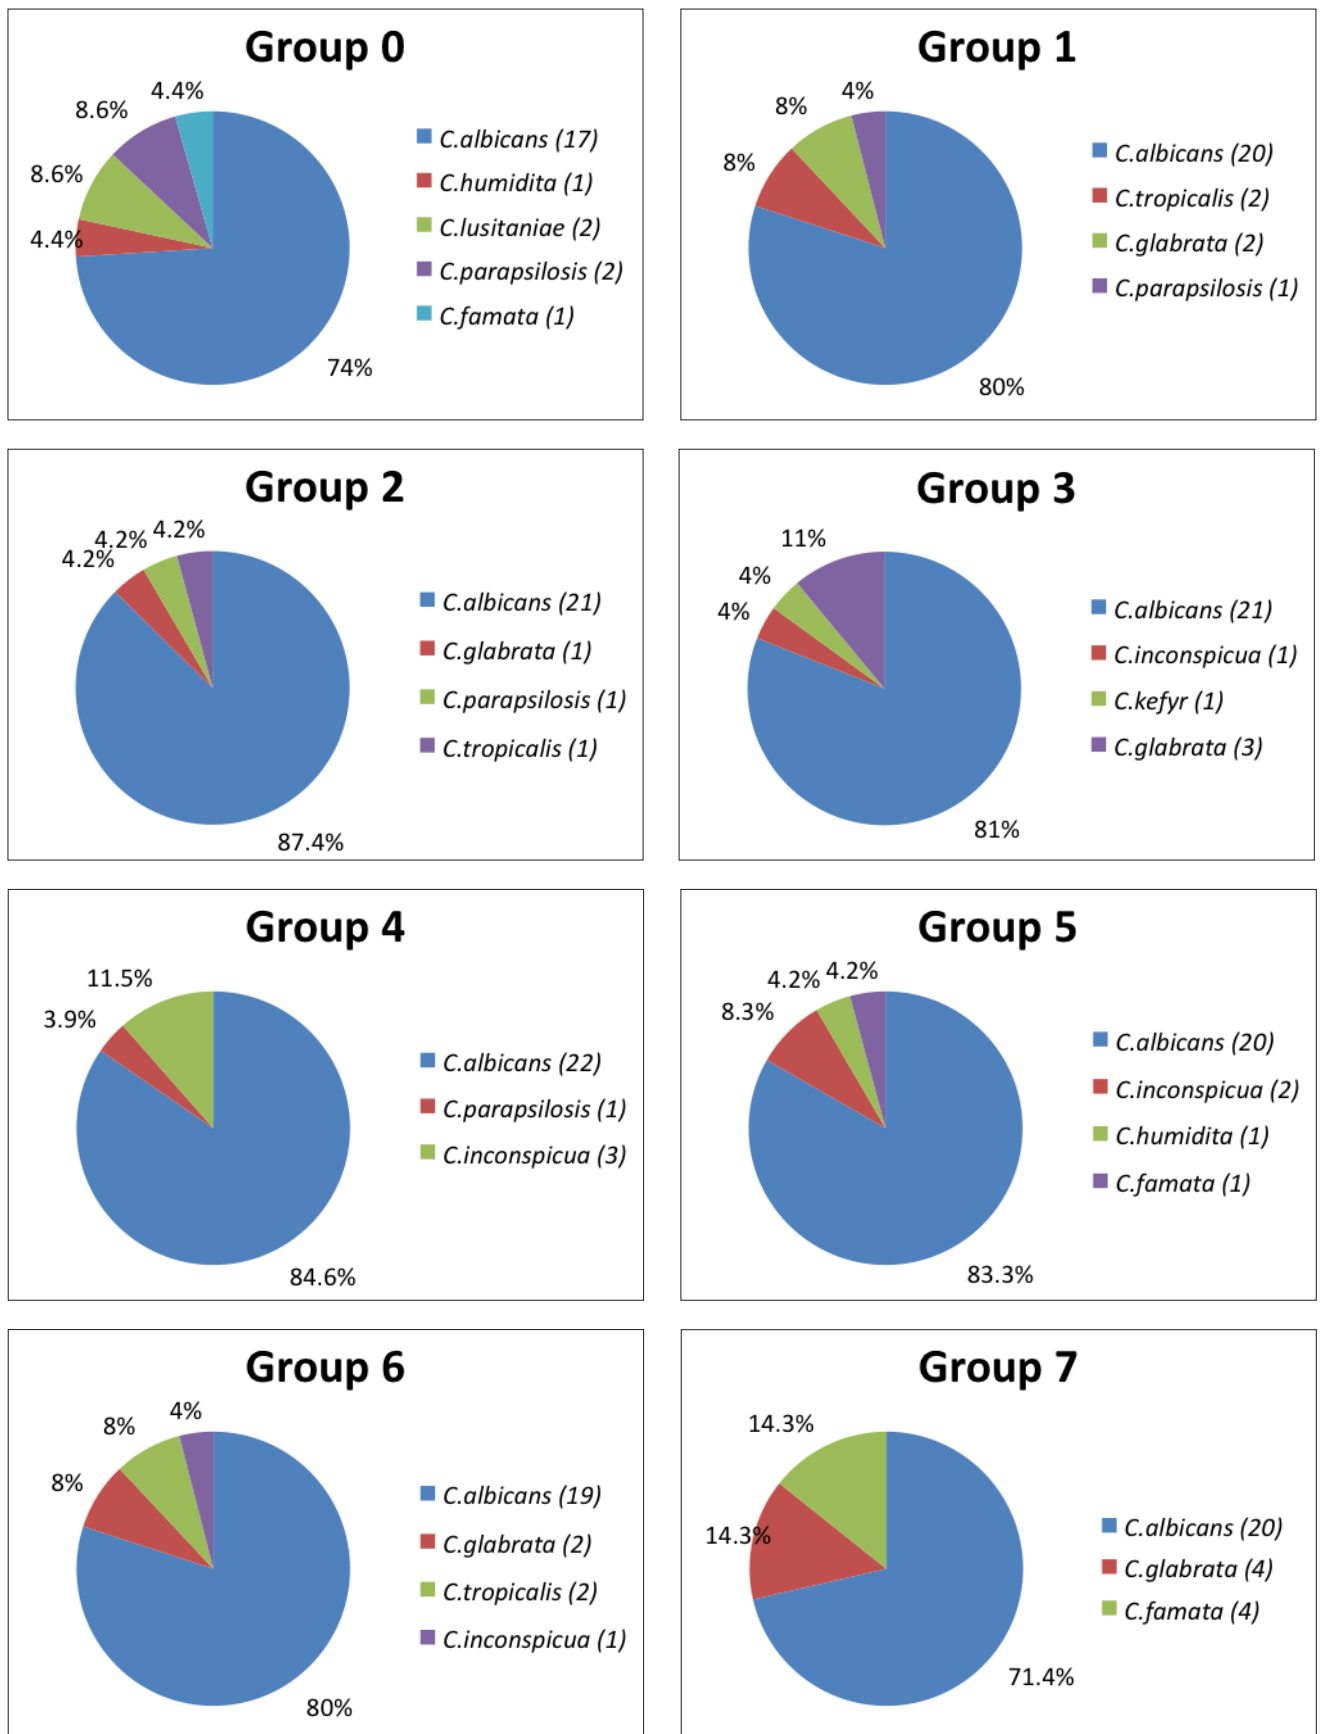 Group 0
4.4%
8.6%
8.6%
4.4%
74%
C.albicans (17)
C.humidita (1)
C.lusitaniae (2)
C.parapsilosis (2)
C.famata (1)
Group 1
4%
8%
8%
80%
C.albicans (20)
C.tropicalis (2)
C.glabrata (2)
C.parapsilosis (1)
Group 2
4.2%
4.2%
4.2%
87.4%
C.albicans (21)
C.glabrata (1)
C.parapsilosis (1)
C.tropicalis (1)
Group 3
11%
4%
4%
81%
C.albicans (21)
C.inconspicua (1)
C.kefyr (1)
C.glabrata (3)
Group 4
11.5%
3.9%
84.6%
C.albicans (22)
C.parapsilosis (1)
C.inconspicua (3)
Group 5
4.2%
4.2%
8.3%
83.3%
C.albicans (20)
C.inconspicua (2)
C.humidita (1)
C.famata (1)
Group 6
4%
8%
8%
80%
C.albicans (19)
C.glabrata (2)
C.tropicalis (2)
C.inconspicua (1)
Group 7
14.3%
14.3%
71.4%
C.albicans (20)
C.glabrata (4)
C.famata (4)